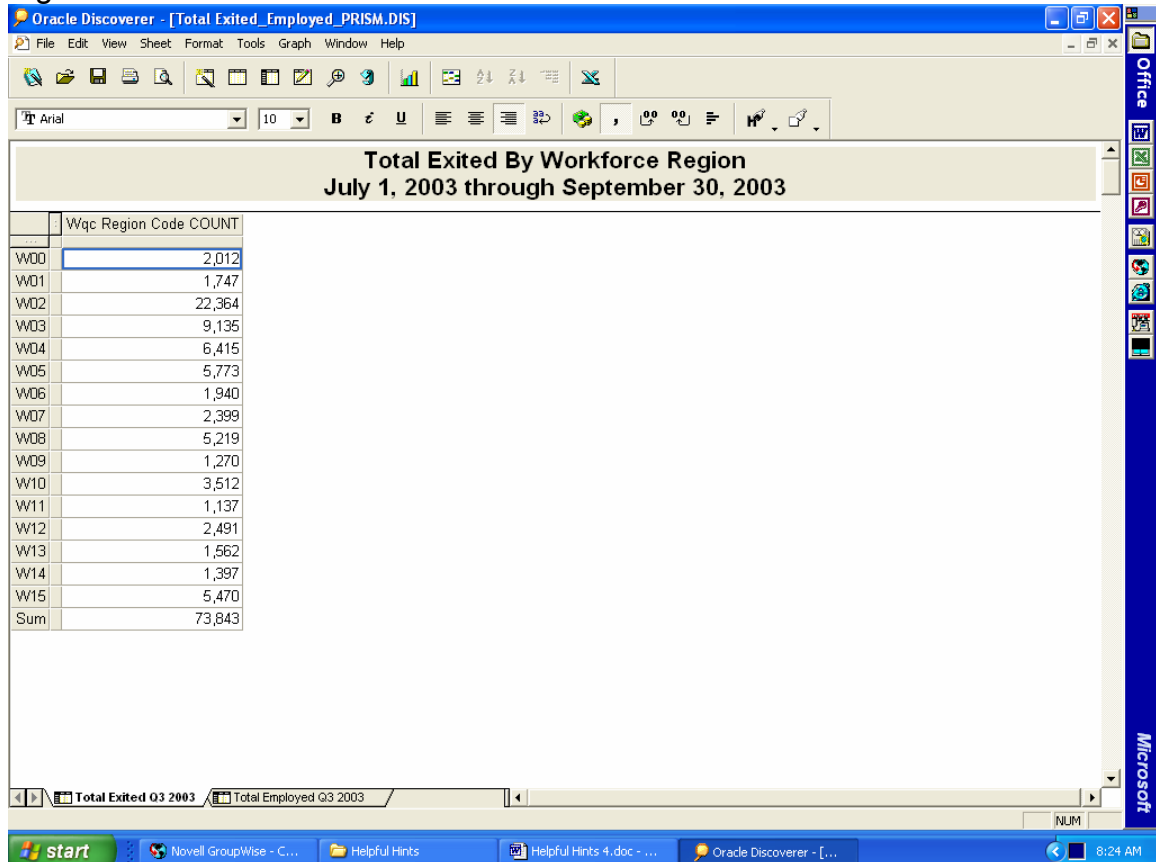 Oracle Discoverer - [Total Exited_Employed_PRISM.DIS]
File Edit View Sheet Format Tools Graph Window Help
Arial 10 B i U
Total Exited By Workforce Region
July 1, 2003 through September 30, 2003
Wqc Region Code COUNT
W00 2,012
W01 1,747
W02 22,364
W03 9,135
W04 6,415
W05 5,773
W06 1,940
W07 2,399
W08 5,219
W09 1,270
W10 3,512
W11 1,137
W12 2,491
W13 1,562
W14 1,397
W15 5,470
Sum 73,843
Total Exited Q3 2003 Total Employed Q3 2003
NUM
start Novell GroupWise - C... Helpful Hints Helpful Hints 4.doc - ... Oracle Discoverer - [... 8:24 AM
Office
Microsoft